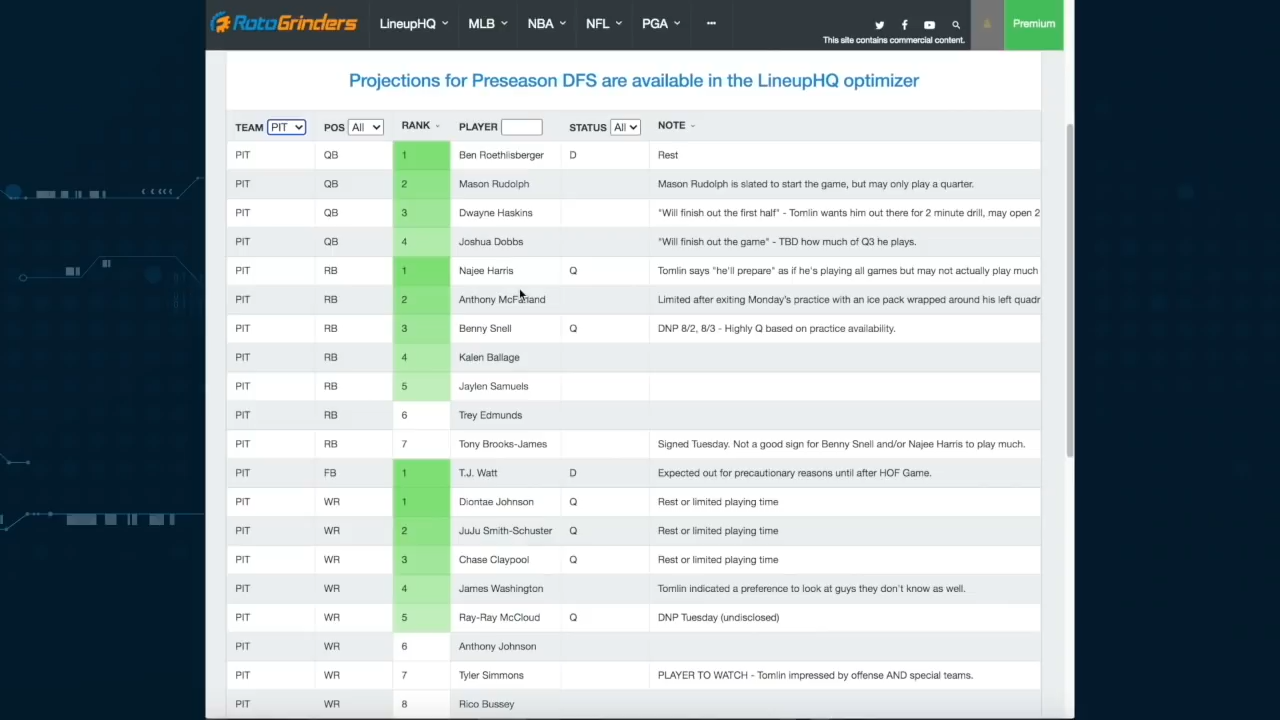 RotoGrinders LineupHQ MLB NBA NFL PGA ••• Premium
This site contains commercial content.
Projections for Preseason DFS are available in the LineupHQ optimizer
TEAM PIT POS All RANK PLAYER STATUS All NOTE
PIT QB 1 Ben Roethlisberger D Rest
PIT QB 2 Mason Rudolph Mason Rudolph is slated to start the game, but may only play a quarter.
PIT QB 3 Dwayne Haskins "Will finish out the first half" - Tomlin wants him out there for 2 minute drill, may open 2
PIT QB 4 Joshua Dobbs "Will finish out the game" - TBD how much of Q3 he plays.
PIT RB 1 Najee Harris Q Tomlin says "he'll prepare" as if he's playing all games but may not actually play much
PIT RB 2 Anthony McFarland Limited after exiting Monday's practice with an ice pack wrapped around his left quadr
PIT RB 3 Benny Snell Q DNP 8/2, 8/3 - Highly Q based on practice availability.
PIT RB 4 Kalen Ballage
PIT RB 5 Jaylen Samuels
PIT RB 6 Trey Edmunds
PIT RB 7 Tony Brooks-James Signed Tuesday. Not a good sign for Benny Snell and/or Najee Harris to play much.
PIT FB 1 T.J. Watt D Expected out for precautionary reasons until after HOF Game.
PIT WR 1 Diontae Johnson Q Rest or limited playing time
PIT WR 2 JuJu Smith-Schuster Q Rest or limited playing time
PIT WR 3 Chase Claypool Q Rest or limited playing time
PIT WR 4 James Washington Tomlin indicated a preference to look at guys they don't know as well.
PIT WR 5 Ray-Ray McCloud Q DNP Tuesday (undisclosed)
PIT WR 6 Anthony Johnson
PIT WR 7 Tyler Simmons PLAYER TO WATCH - Tomlin impressed by offense AND special teams.
PIT WR 8 Rico Bussey